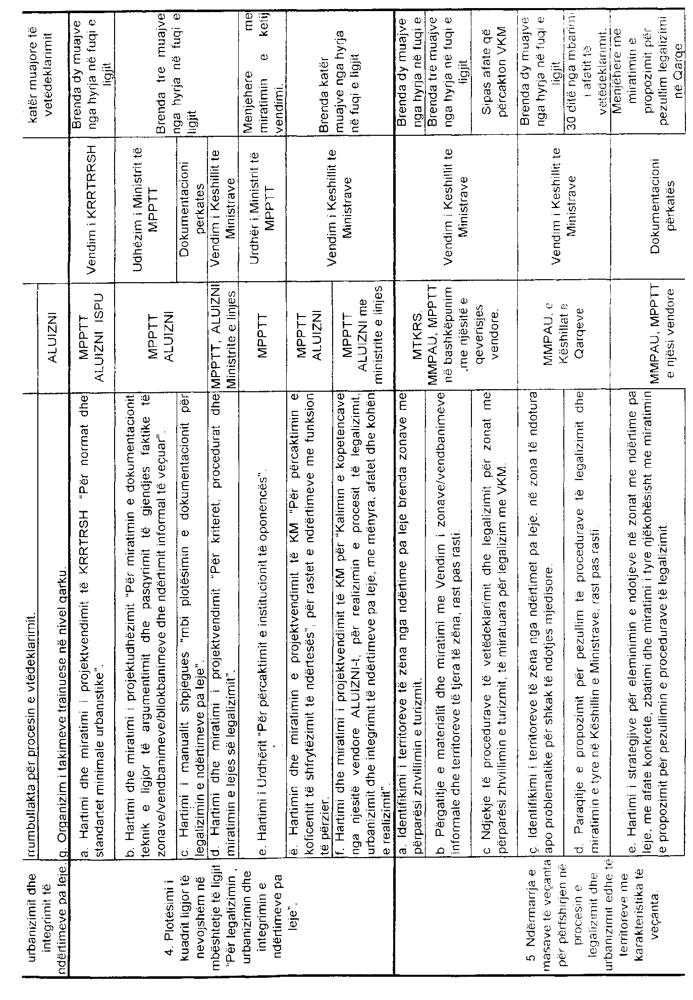 urbanizimit dhe
integrimit të
ndërtimeve pa leje.
rrumbullakta për procesin e vtëdeklarimit.
g. Organizim i takimeve trainuese në nivel qarku.
ALUIZNI
katër muajore të
vetëdeklarimit
4. Plotësimi i
kuadrit ligjor të
nevojshëm në
mbështetje të ligjit
“Për legalizimin,
urbanizimin dhe
integrimin e
ndërtimeve pa
leje”.
a. Hartimi dhe miratimi i projektvendimit të KRRTRSH “Për normat dhe
standartet minimale urbanistike”.
MPPTT
ALUIZNI ISPU
Vendim i KRRTRRSH
Brenda dy muajve
nga hyrja në fuqi e
ligjit
b. Hartimi dhe miratimi i projektudhëzimit “Për miratimin e dokumentacionit
teknik e ligjor të argumentimit dhe pasqyrimit të gjendjes faktike të
zonave/vendbanimeve/bllokbanimeve dhe ndërtimit informal të veçuar”.
MPPTT
ALUIZNI
Udhëzim i Ministrit të
MPPTT
Brenda tre muajve
nga hyrja në fuqi e
ligjit
c. Hartimi i manualit shpjegues “mbi plotësimin e dokumentacionit për
legalizimin e ndërtimeve pa leje”.
Dokumentacioni
perkates
d. Hartimi dhe miratimi i projektvendimit “Për kriteret, procedurat dhe
miratimin e lejes së legalizimit”.
MPPTT, ALUIZNI
Ministrite e linjes
Vendim i Keshillit te
Ministrave
e. Hartimi i Urdhërit “Për përcaktimit e institucionit të oponencës”.
MPPTT
Urdhër i Ministrit të
MPPTT
Menjehere me
miratimin e ketij
vendimi.
ë. Hartimin dhe miratimin e projektvendimit të KM “Për përcaktimin e
koficentit të shfrytëzimit të ndërtesës”, për rastet e ndrërtimeve me funksion
të përzier.
MPPTT
ALUIZNI
Vendim i Keshillit te
Ministrave
Brenda katër
muajve nga hyrja
në fuqi e ligjit
f. Hartimi dhe miratimi i projektvendimit të KM për “Kalimin e kopetencave
nga njesitë vendore ALUIZNI-t, për realizimin e procesit të legalizimit,
urbanizimit dhe integrimit të ndërtimeve pa leje, me mënyra, afatet dhe kohën
e realizimit”.
MPPTT
ALUIZNI me
ministrite e linjes
5 Ndërmarrja e
masave të veçanta
për përfshirjen në
procesin e
legalizimit dhe
urbanizimit edhe të
territoreve me
karakteristika të
veçanta.
a. Identifikimi i territoreve të zëna nga ndërtime pa leje brenda zonave me
përparësi zhvillimin e turizmit.
MTKRS.
MMPAU, MPPTT
në bashkëpunim
.me njësitë e
qeverisjes
vendore.
Vendim i Keshillit te
Ministrave
Brenda dy muajve
nga hyrja në fuqi e
b. Përgatitje e materialit dhe miratimi me Vendim i zonave/vendbanimeve
informale dhe territoreve të tjera të zëna, rast pas rasti.
Brenda tre muajve
nga hyrja në fuqi e
ligjit
c Ndjekje të procedurave të vetëdeklarimit dhe legalizimit për zonat me
përparësi zhvillimin e turizmit, të miratuara për legalizim me VKM.
Sipas afate që
përcakton VKM
ç. Identifikimi i territoreve të zëna nga ndërtimet pa leje. në zona të ndotura
apo problematike për shkak të ndotjes mjedisore.
MMPAU. e
Këshillat e
Qarqeve
Vendim i Keshillit te
Ministrave
Brenda dy muajve
nga hyrja në fuqi e
ligjit.
d. Paraqitje e propozimit për pezullim të procedurave të legalizimit dhe
miratimin e tyre në Këshillin e Ministrave, rast pas rasti.
30 ditë nga mbarimi
i afatit të
vetëdeklarimit.
e. Hartimi i strategjive për eleminimin e ndotjeve në zonat me ndërtime pa
leje, me afate konkrete, zbatimi dhe miratimi i tyre njëkohësisht me miratimin
e propozimit për pezullimin e procedurave të legalizimit.
MMPAU, MPPTT
e njësi vendore
Dokumentacioni
përkatës
Menjëhere me
miratimin e
propozimit për
pezullim legalizimi
në Qarqe